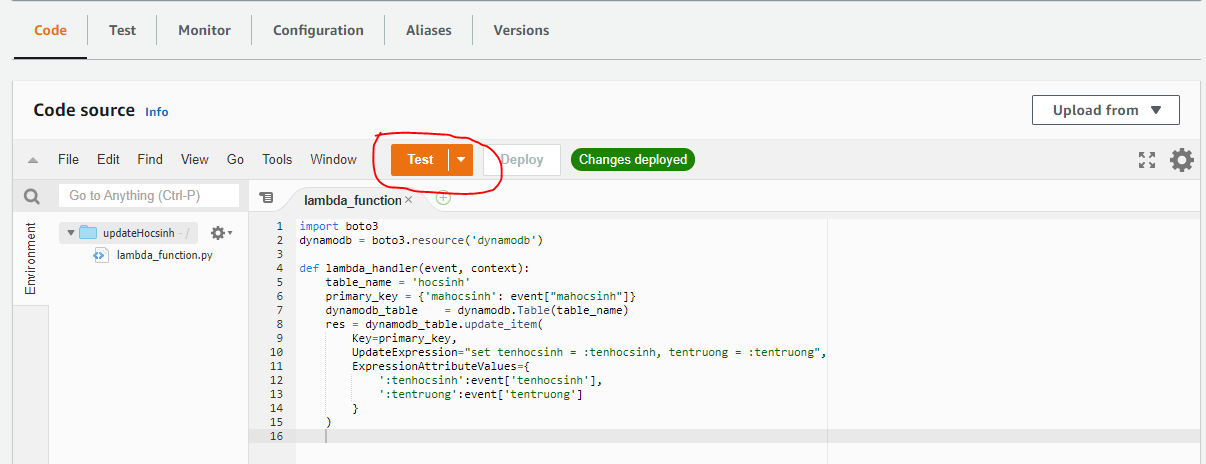 Code Test Monitor Configuration Aliases Versions
Code source Info
Upload from
File Edit Find View Go Tools Window Test Deploy Changes deployed
Go to Anything (Ctrl-P)
lambda_function
Environment
updateHocsinh - /
lambda_function.py
1 import boto3
2 dynamodb = boto3.resource('dynamodb')
3
4 def lambda_handler(event, context):
5     table_name = 'hocsinh'
6     primary_key = {'mahocsinh': event["mahocsinh"]}
7     dynamodb_table    = dynamodb.Table(table_name)
8     res = dynamodb_table.update_item(
9         Key=primary_key,
10         UpdateExpression="set tenhocsinh = :tenhocsinh, tentruong = :tentruong",
11         ExpressionAttributeValues={
12             ':tenhocsinh':event['tenhocsinh'],
13             ':tentruong':event['tentruong']
14         }
15     )
16